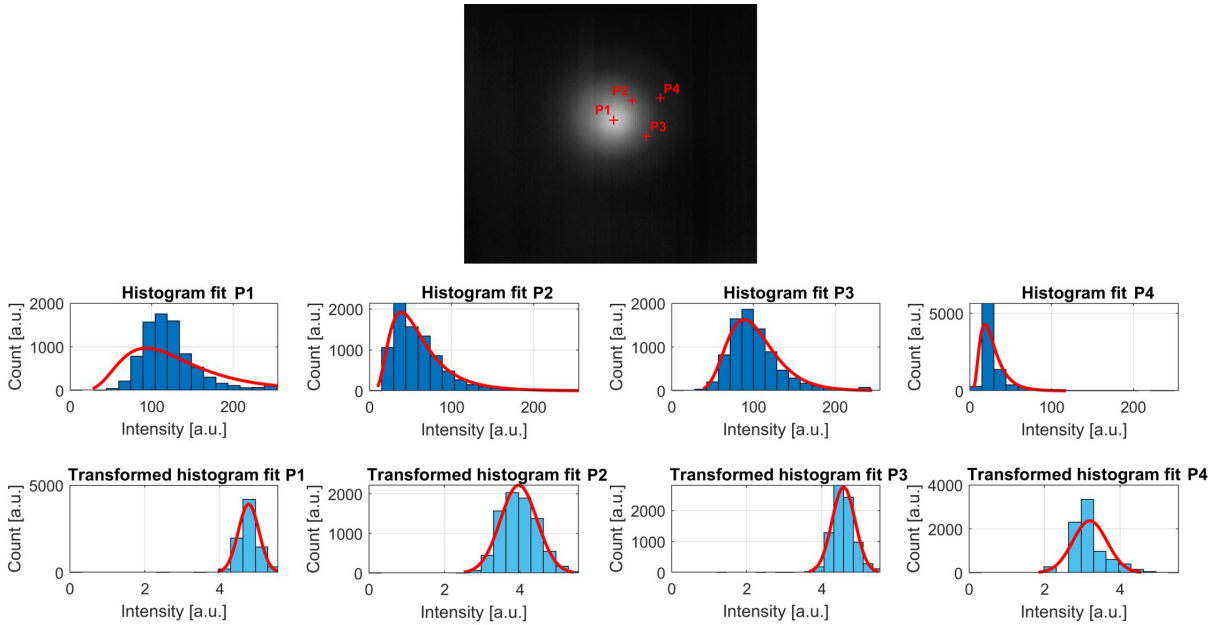 P2
P4
P1
P3
Histogram fit P1
Histogram fit P2
Histogram fit P3
Histogram fit P4
Count [a.u.]
2000
1000
0
0
100
200
Intensity [a.u.]
Count [a.u.]
2000
1000
0
0
100
200
Intensity [a.u.]
Count [a.u.]
2000
1000
0
0
100
200
Intensity [a.u.]
Count [a.u.]
5000
0
0
100
200
Intensity [a.u.]
Transformed histogram fit P1
Transformed histogram fit P2
Transformed histogram fit P3
Transformed histogram fit P4
Count [a.u.]
5000
0
0
2
4
Intensity [a.u.]
Count [a.u.]
2000
1000
0
0
2
4
Intensity [a.u.]
Count [a.u.]
2000
1000
0
0
2
4
Intensity [a.u.]
Count [a.u.]
4000
2000
0
0
2
4
Intensity [a.u.]